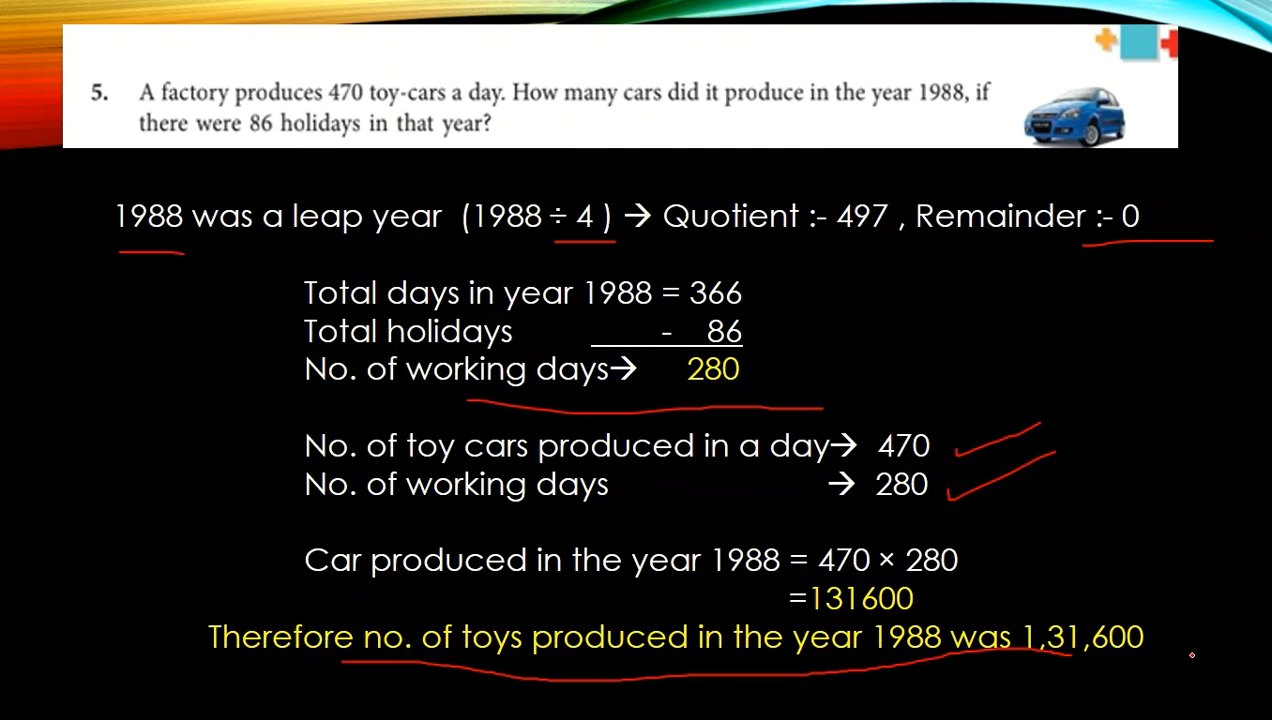 5. A factory produces 470 toy-cars a day. How many cars did it produce in the year 1988, if
there were 86 holidays in that year?
1988 was a leap year (1988 ÷ 4 ) → Quotient :- 497 , Remainder :- 0
Total days in year 1988 = 366
Total holidays - 86
No. of working days→ 280
No. of toy cars produced in a day→ 470
No. of working days → 280
Car produced in the year 1988 = 470 × 280
=131600
Therefore no. of toys produced in the year 1988 was 1,31,600